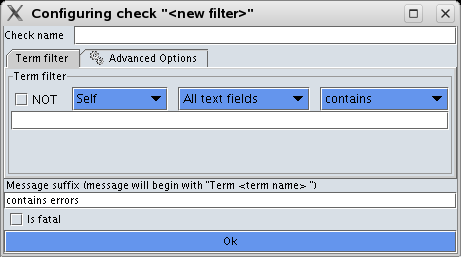 Configuring check "<new filter>"
Check name
Term filter Advanced Options
Term filter
NOT Self All text fields contains
Message suffix (message will begin with "Term <term name> ")
contains errors
Is fatal
Ok